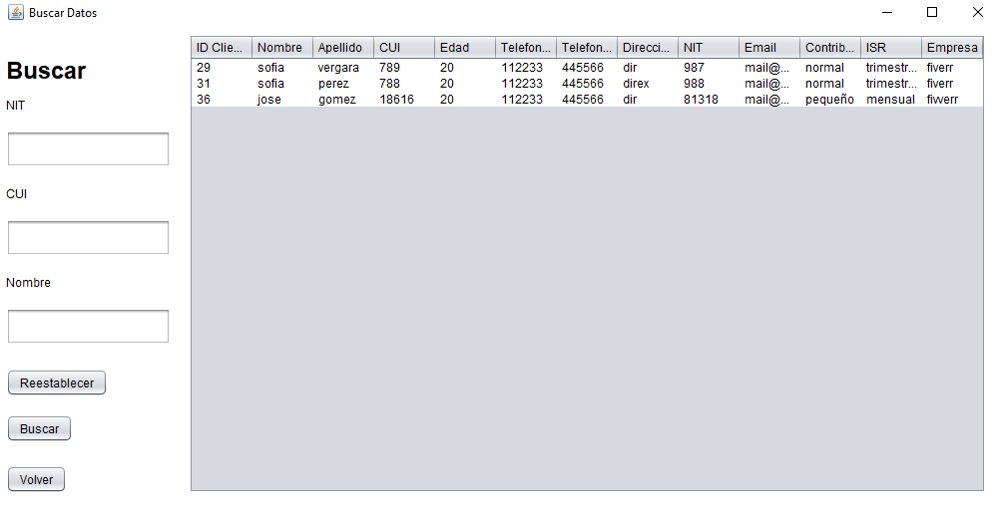 Buscar Datos
Buscar
NIT
CUI
Nombre
Reestablecer
Buscar
Volver
ID Clie... Nombre Apellido CUI Edad Telefon... Telefon... Direcci... NIT Email Contrib... ISR Empresa
29 sofia vergara 789 20 112233 445566 dir 987 mail@... normal trimestr... fiverr
31 sofia perez 788 20 112233 445566 direx 988 mail@... normal trimestr... fiverr
36 jose gomez 18616 20 112233 445566 dir 81318 mail@... pequeño mensual fivverr